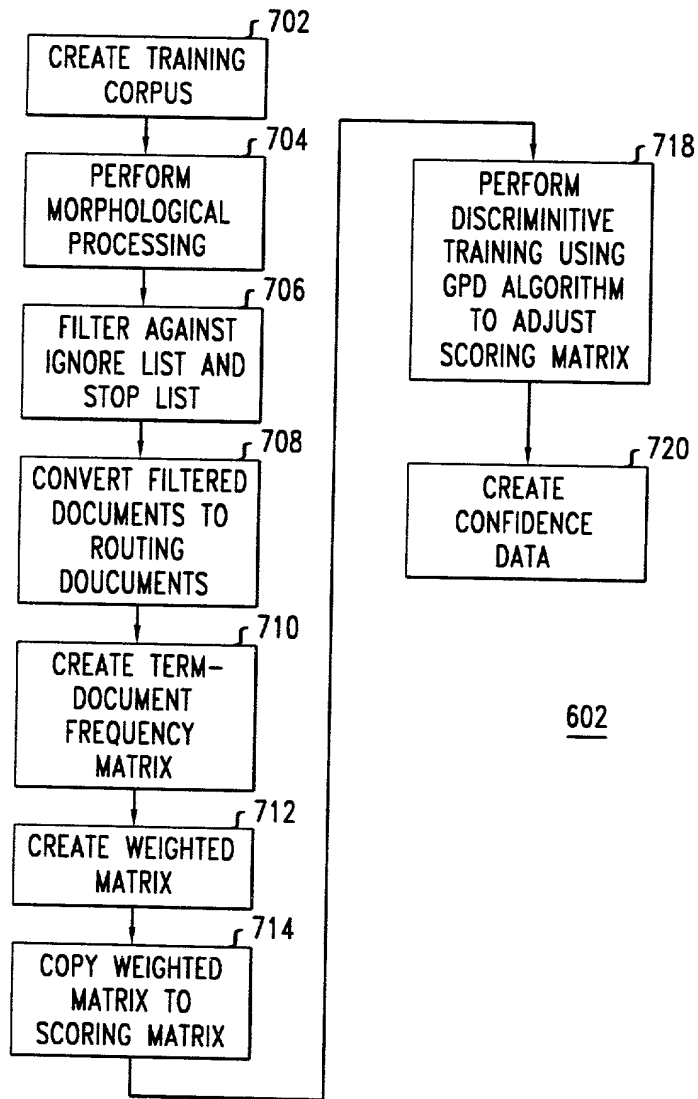 702
CREATE TRAINING
CORPUS
704
PERFORM
MORPHOLOGICAL
PROCESSING
706
FILTER AGAINST
IGNORE LIST AND
STOP LIST
708
CONVERT FILTERED
DOCUMENTS TO
ROUTING
DOUCUMENTS
710
CREATE TERM-
DOCUMENT
FREQUENCY
MATRIX
712
CREATE WEIGHTED
MATRIX
714
COPY WEIGHTED
MATRIX TO
SCORING MATRIX
718
PERFORM
DISCRIMINITIVE
TRAINING USING
GPD ALGORITHM
TO ADJUST
SCORING MATRIX
720
CREATE
CONFIDENCE
DATA
602